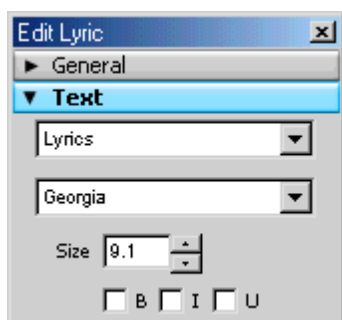 Edit Lyric
General
Text
Lyrics
Georgia
Size 9.1
B I U